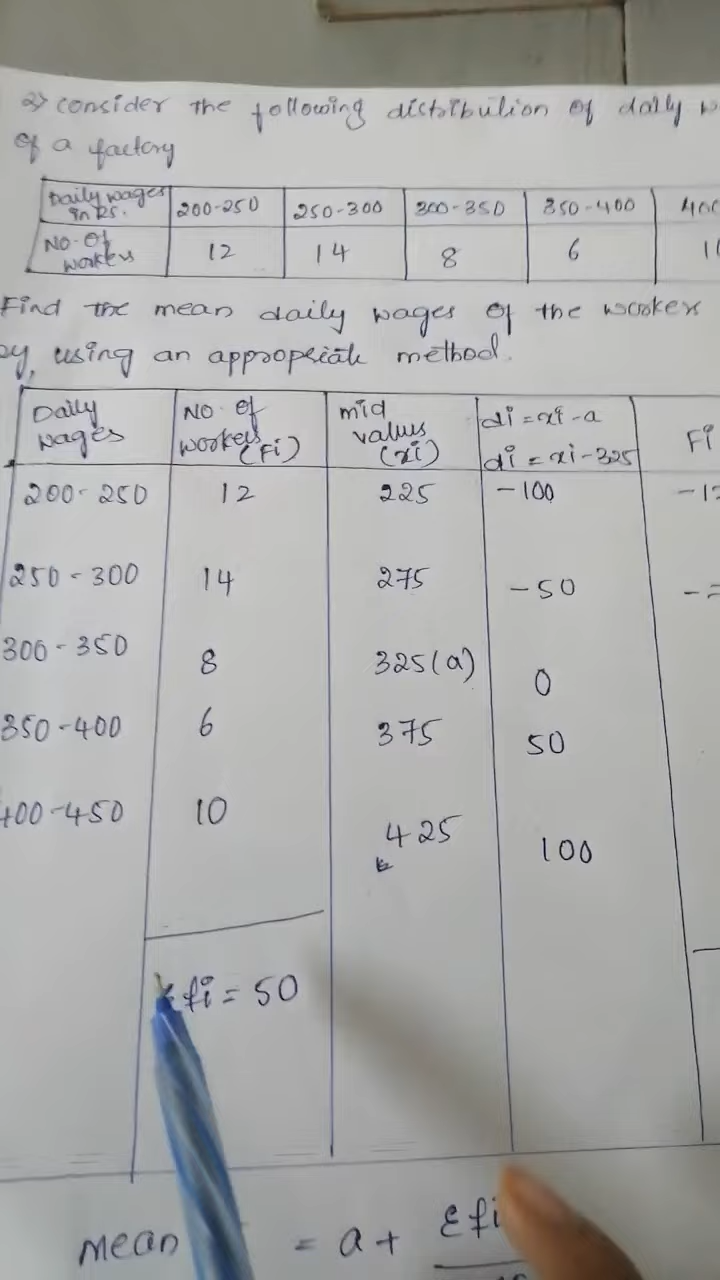 2) consider the following distribution of daily
of a factory
Daily wages in Rs. 200-250 250-300 300-350 350-400
No. of workers 12 14 8 6
Find the mean daily wages of the worker
by, using an appropriate method.
Daily wages No. of workers (Fi) mid values (xi) di = xi - a di = xi - 325 Fi
200-250 12 225 -100
250-300 14 275 -50
300-350 8 325(a) 0
350-400 6 375 50
400-450 10 425 100
Σfi = 50
mean = a + Σfi